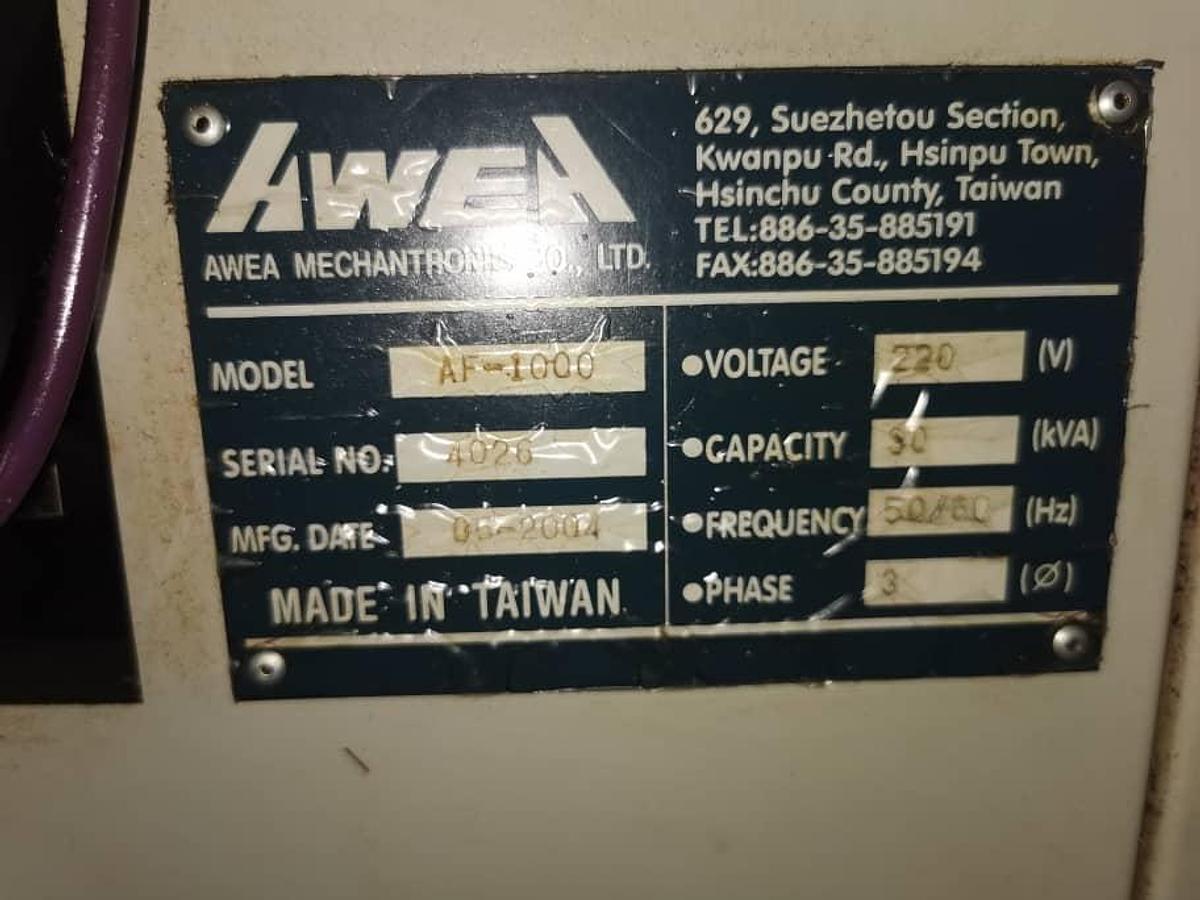 AWEA
AWEA MECHANTRONIC CO., LTD.
629, Suezhetou Section,
Kwanpu Rd., Hsinpu Town,
Hsinchu County, Taiwan
TEL:886-35-885191
FAX:886-35-885194
MODEL AF-1000
SERIAL NO. 4026
MFG. DATE 05-2004
MADE IN TAIWAN
VOLTAGE 220 (V)
CAPACITY (kVA)
FREQUENCY 50/60 (Hz)
PHASE 3 (Ø)